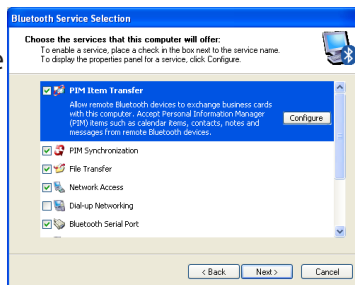 Bluetooth Service Selection
Choose the services that this computer will offer:
To enable a service, place a check in the box next to the service name.
To display the properties panel for a service, click Configure.
e
PIM Item Transfer
Allow remote Bluetooth devices to exchange business cards
with this computer. Accept Personal Information Manager
(PIM) items such as calendar items, contacts, notes and
messages from remote Bluetooth devices.
Configure
PIM Synchronization
File Transfer
Network Access
Dial-up Networking
Bluetooth Serial Port
< Back
Next >
Cancel